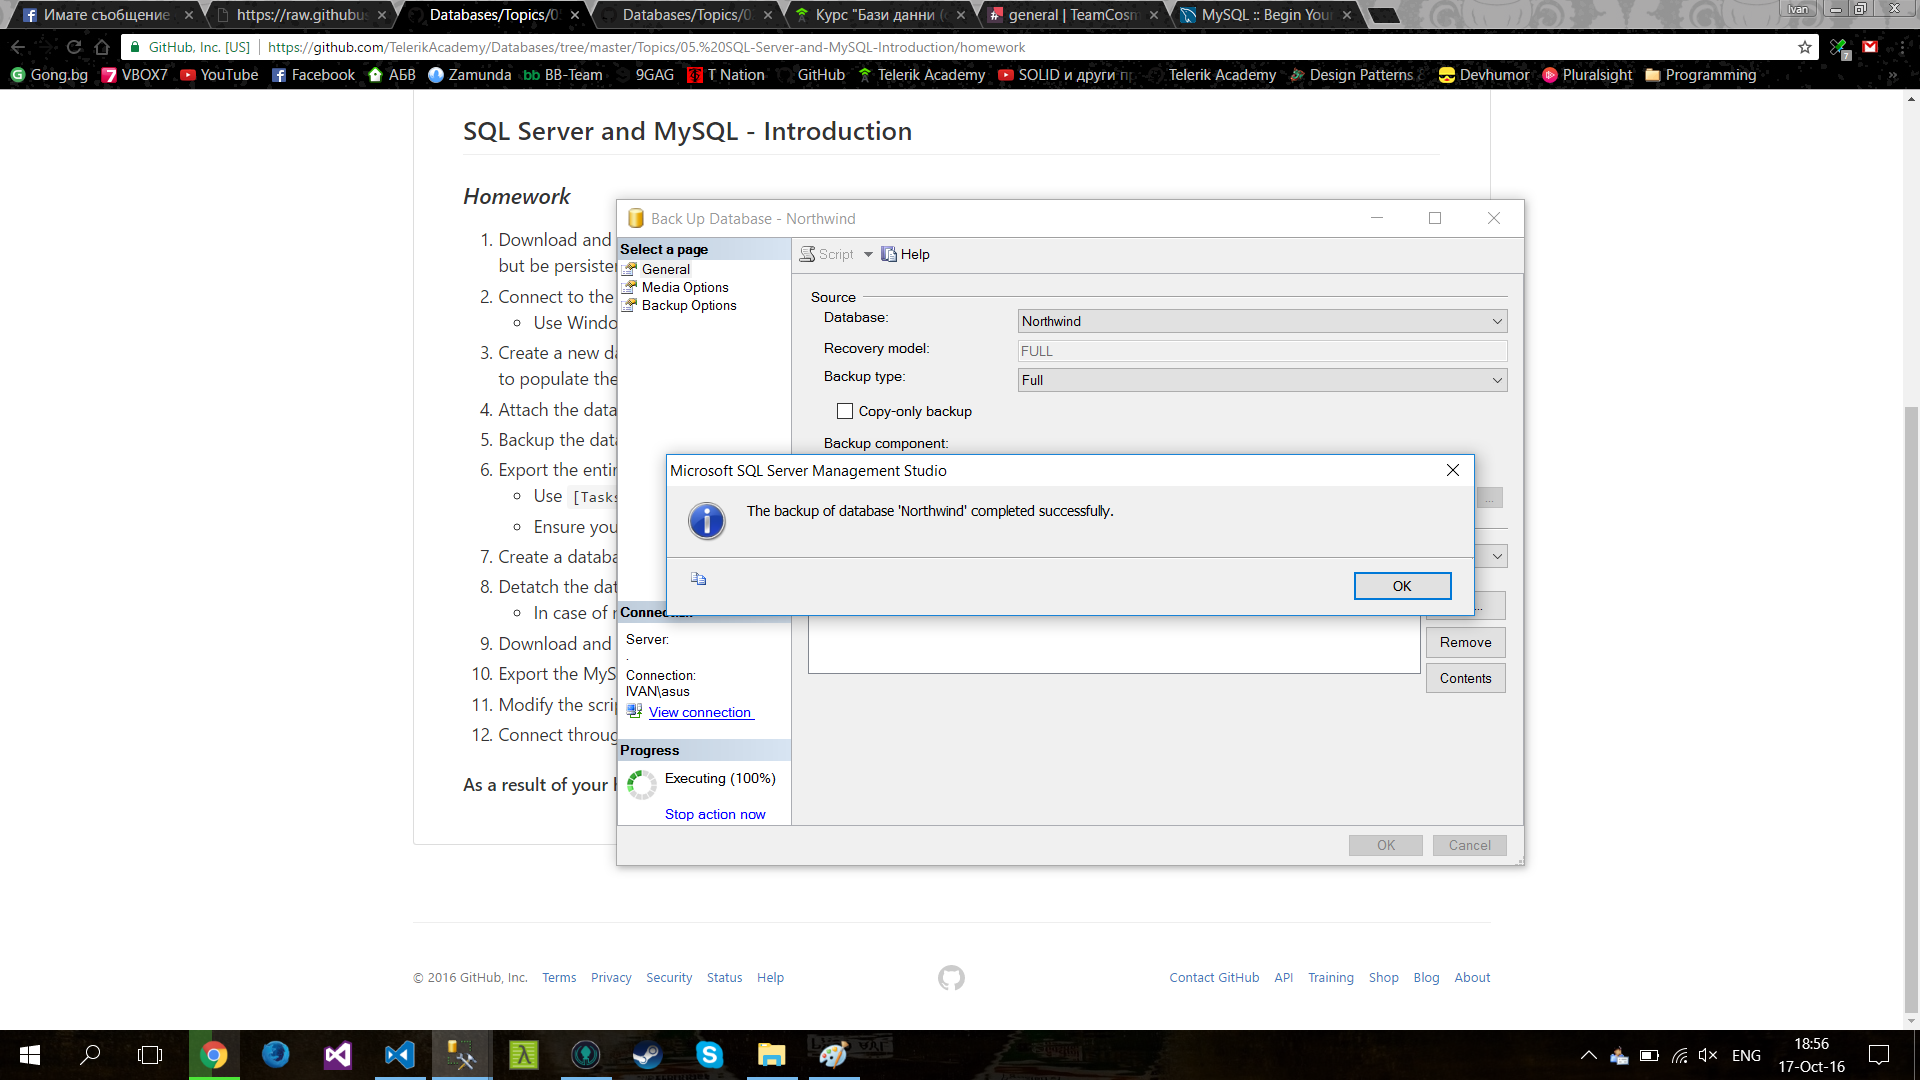 Имате съобщение
https://raw.githubu
Databases/Topics/0
Databases/Topics/0
Курс "Бази данни (
general | TeamCosm
MySQL :: Begin Your
Ivan
GitHub, Inc. [US]
https://github.com/TelerikAcademy/Databases/tree/master/Topics/05.%20SQL-Server-and-MySQL-Introduction/homework
7
Gong.bg
VBOX7
YouTube
Facebook
АБВ
Zamunda
bb BB-Team
9GAG
T Nation
GitHub
Telerik Academy
SOLID и други пр
Telerik Academy
Design Patterns
Devhumor
Pluralsight
Programming
SQL Server and MySQL - Introduction
Homework
1. Download and
but be persiste
2. Connect to the
Use Windo
3. Create a new da
to populate the
4. Attach the data
5. Backup the data
6. Export the entir
Use [Tasks
Ensure you
7. Create a databa
8. Detatch the dat
In case of
9. Download and
10. Export the MyS
11. Modify the scrip
12. Connect throug
As a result of your h
Back Up Database - Northwind
Select a page
General
Media Options
Backup Options
Script
Help
Source
Database:
Northwind
Recovery model:
FULL
Backup type:
Full
Copy-only backup
Backup component:
...
Microsoft SQL Server Management Studio
The backup of database 'Northwind' completed successfully.
OK
Connection
Server:
.
Connection:
IVAN\asus
View connection
Remove
Contents
Progress
Executing (100%)
Stop action now
OK
Cancel
© 2016 GitHub, Inc.
Terms
Privacy
Security
Status
Help
Contact GitHub
API
Training
Shop
Blog
About
ENG
18:56
17-Oct-16